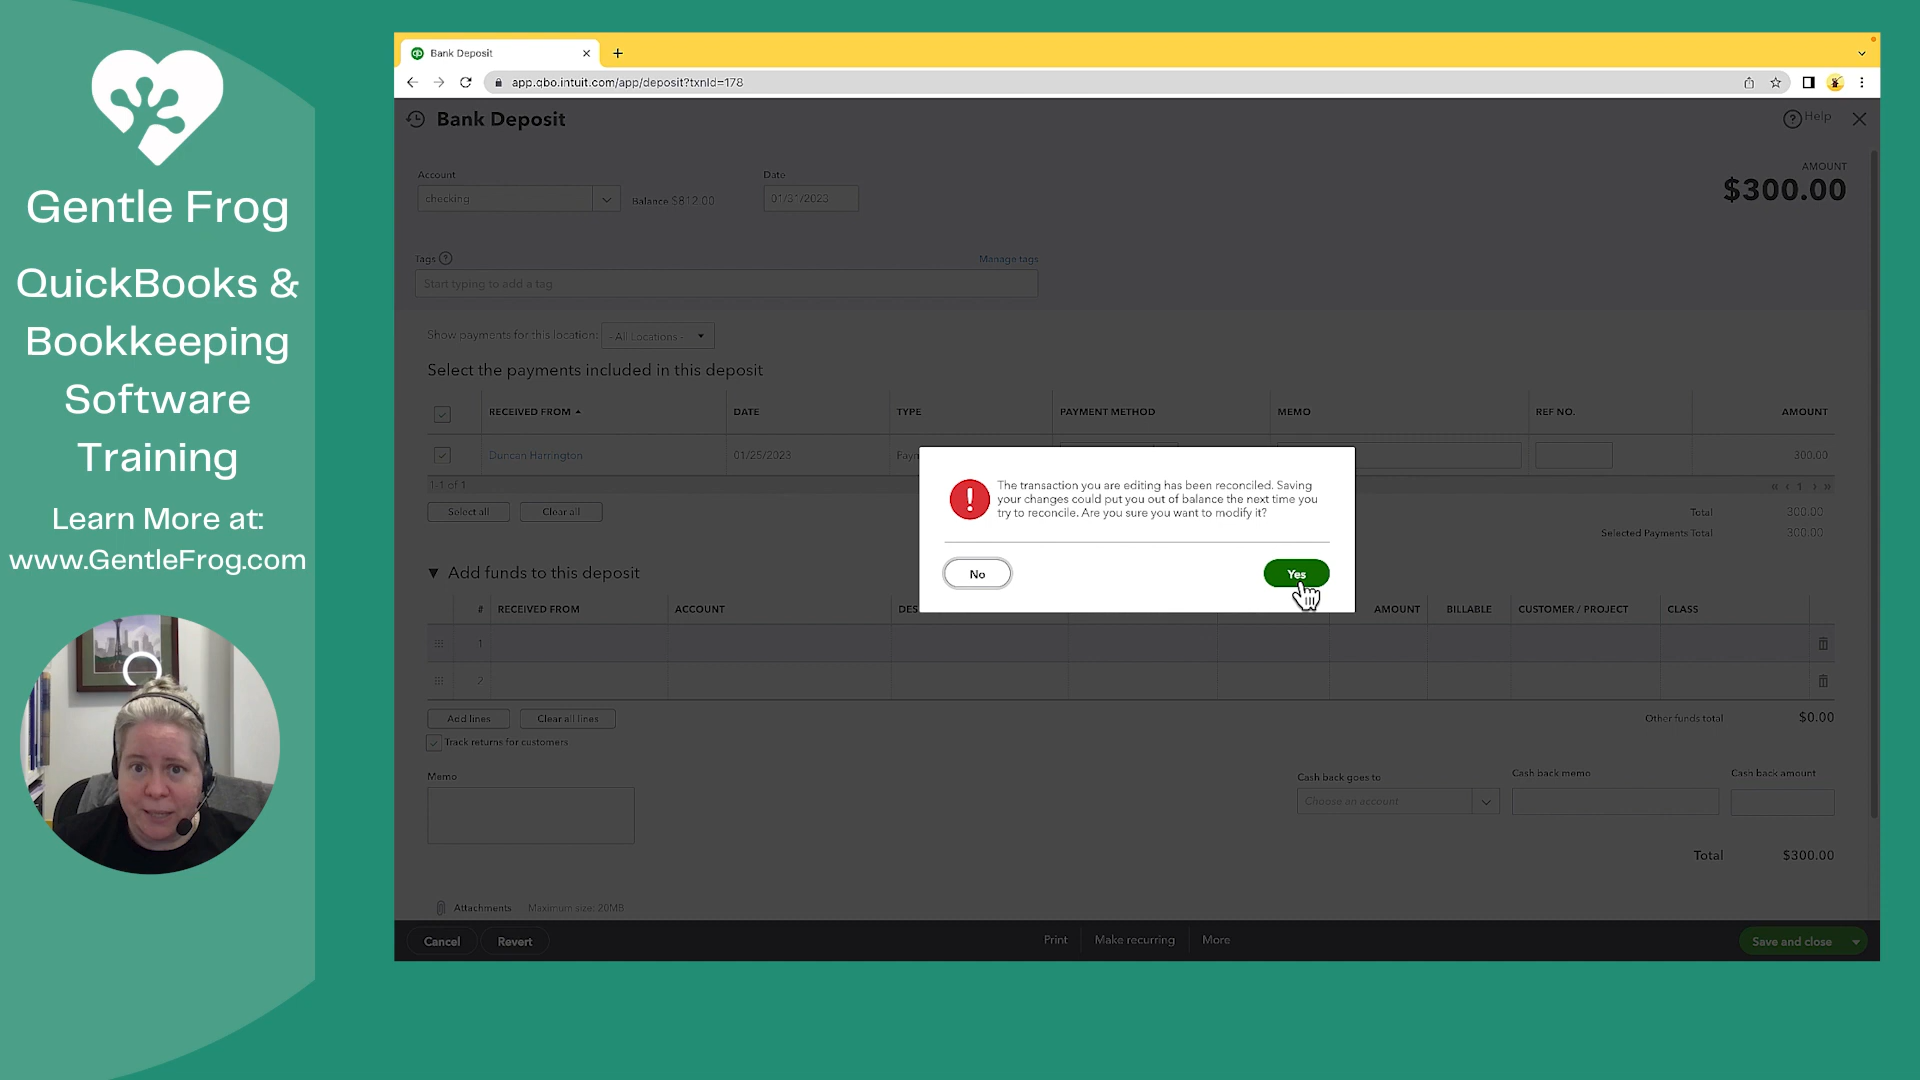 Gentle Frog
QuickBooks &
Bookkeeping
Software
Training
Learn More at:
www.GentleFrog.com
Bank Deposit
app.qbo.intuit.com/app/deposit?txnId=178
Bank Deposit
Help
Account
Date
AMOUNT
checking
Balance $812.00
01/31/2023
$300.00
Tags
Manage tags
Start typing to add a tag
Show payments for this location:
- All Locations -
Select the payments included in this deposit
RECEIVED FROM
DATE
TYPE
PAYMENT METHOD
MEMO
REF NO.
AMOUNT
Duncan Harrington
01/25/2023
300.00
1-1 of 1
« ‹ 1 › »
Select all
Clear all
Total
300.00
Selected Payments Total
300.00
The transaction you are editing has been reconciled. Saving
your changes could put you out of balance the next time you
try to reconcile. Are you sure you want to modify it?
No
Yes
Add funds to this deposit
#
RECEIVED FROM
ACCOUNT
DES
AMOUNT
BILLABLE
CUSTOMER / PROJECT
CLASS
1
2
Add lines
Clear all lines
Other funds total
$0.00
Track returns for customers
Memo
Cash back goes to
Cash back memo
Cash back amount
Choose an account
Total
$300.00
Attachments
Maximum size: 20MB
Cancel
Revert
Print
Make recurring
More
Save and close